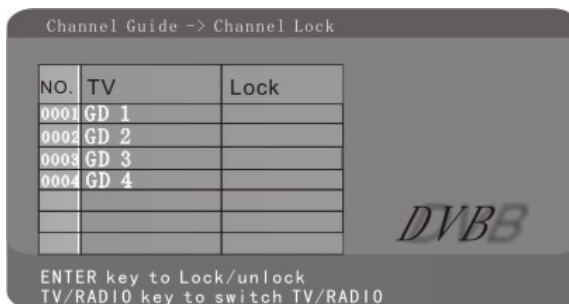 Channel Guide -> Channel Lock
NO. TV Lock
0001 GD 1
0002 GD 2
0003 GD 3
0004 GD 4
DVB
ENTER key to Lock/unlock
TV/RADIO key to switch TV/RADIO